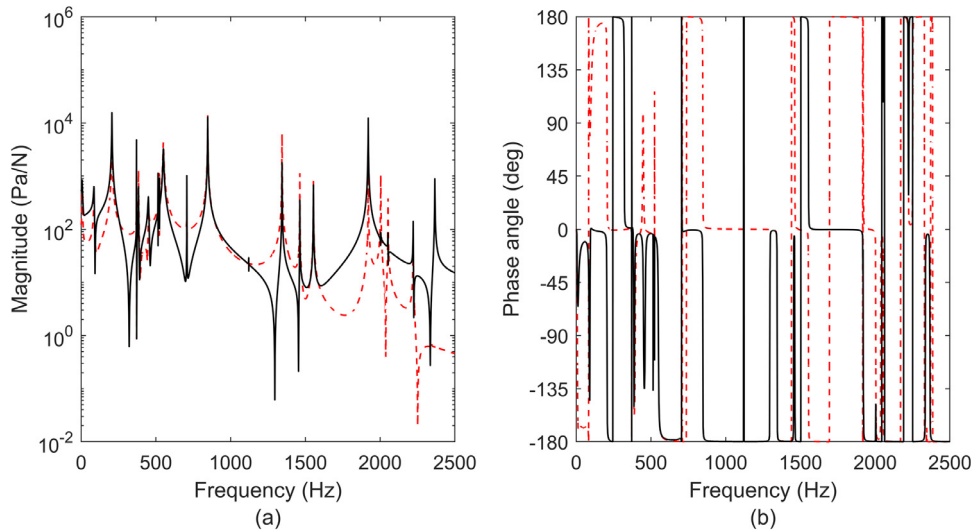 Magnitude (Pa/N)
10^6
10^4
10^2
10^0
10^-2
0 500 1000 1500 2000 2500
Frequency (Hz)
(a)
Phase angle (deg)
180
135
90
45
0
-45
-90
-135
-180
0 500 1000 1500 2000 2500
Frequency (Hz)
(b)